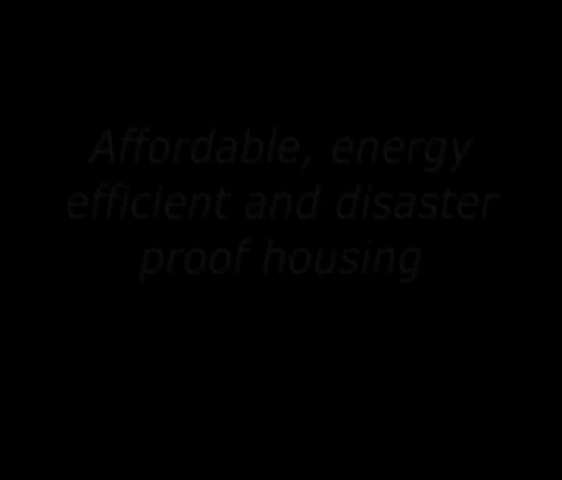 Affordable, energy
efficient and disaster
proof housing